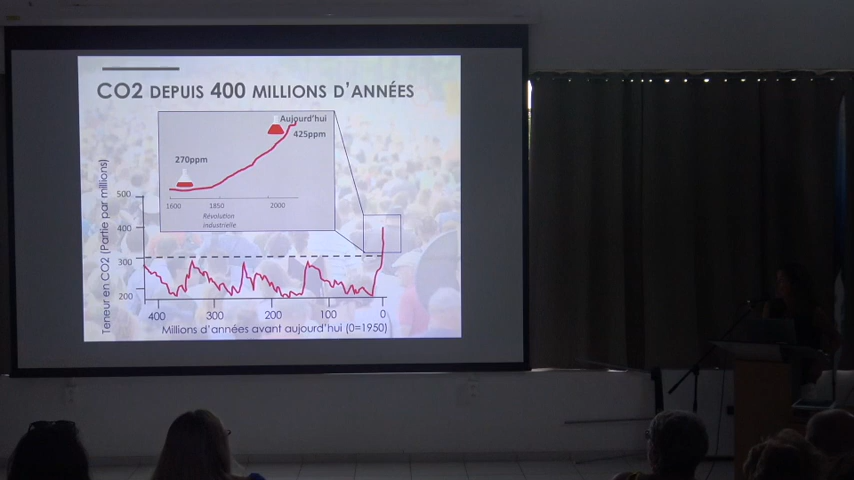 CO2 DEPUIS 400 MILLIONS D'ANNÉES
Aujourd'hui
425ppm
270ppm
1600 1850 2000
Révolution
industrielle
Teneur en CO2 (Partie par millions)
500
400
300
200
400 300 200 100 0
Millions d'années avant aujourd'hui (0=1950)